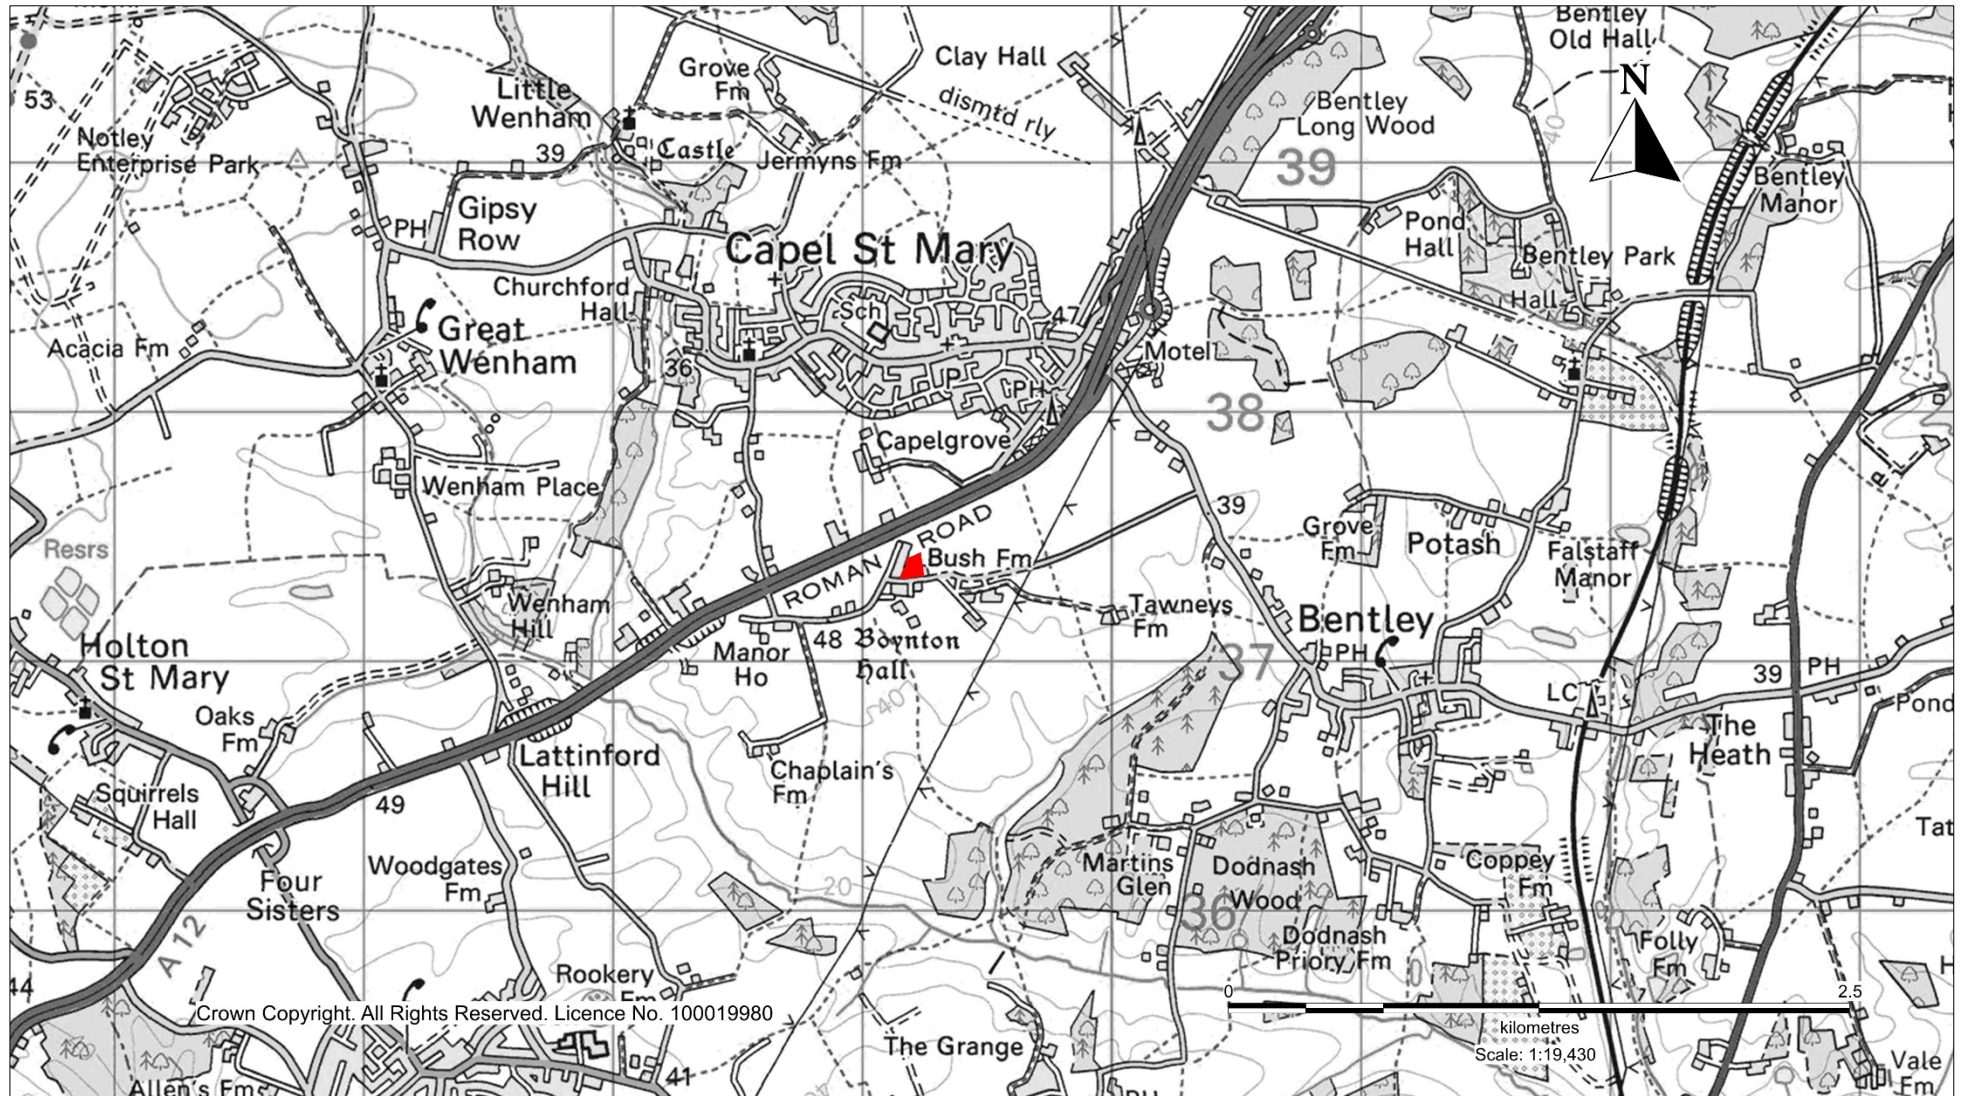 Bentley
Old Hall
Clay Hall
Grove
Fm
Little
Wenham
dismtd rly
Bentley
Long Wood
N
53
Notley
Enterprise Park
39
Castle
Jermyns Fm
39
Bentley
Manor
Gipsy
Row
PH
Capel St Mary
Pond
Hall
Bentley Park
Churchford
Hall
Hall
Sch
47
Great
Wenham
Acacia Fm
Motel
36
PH
38
Capelgrove
Wenham Place
39
Grove
Fm
Potash
Falstaff
Manor
Resrs
ROMAN ROAD
Bush Fm
Wenham
Hill
Tawneys
Fm
Bentley
PH
Holton
St Mary
Manor
Ho
48
Boynton
Hall
37
39
PH
LC
40
40
Oaks
Fm
The
Heath
Pond
Lattinford
Hill
Chaplain's
Fm
Squirrels
Hall
49
Tat
Woodgates
Fm
Martins
Glen
Dodnash
Wood
Coppey
Fm
Four
Sisters
20
36
A 12
Dodnash
Priory Fm
Folly
Fm
Rookery
Fm
44
0
2.5
Crown Copyright. All Rights Reserved. Licence No. 100019980
kilometres
Scale: 1:19,430
The Grange
Vale
Fm
41
Allen's Fms
PH